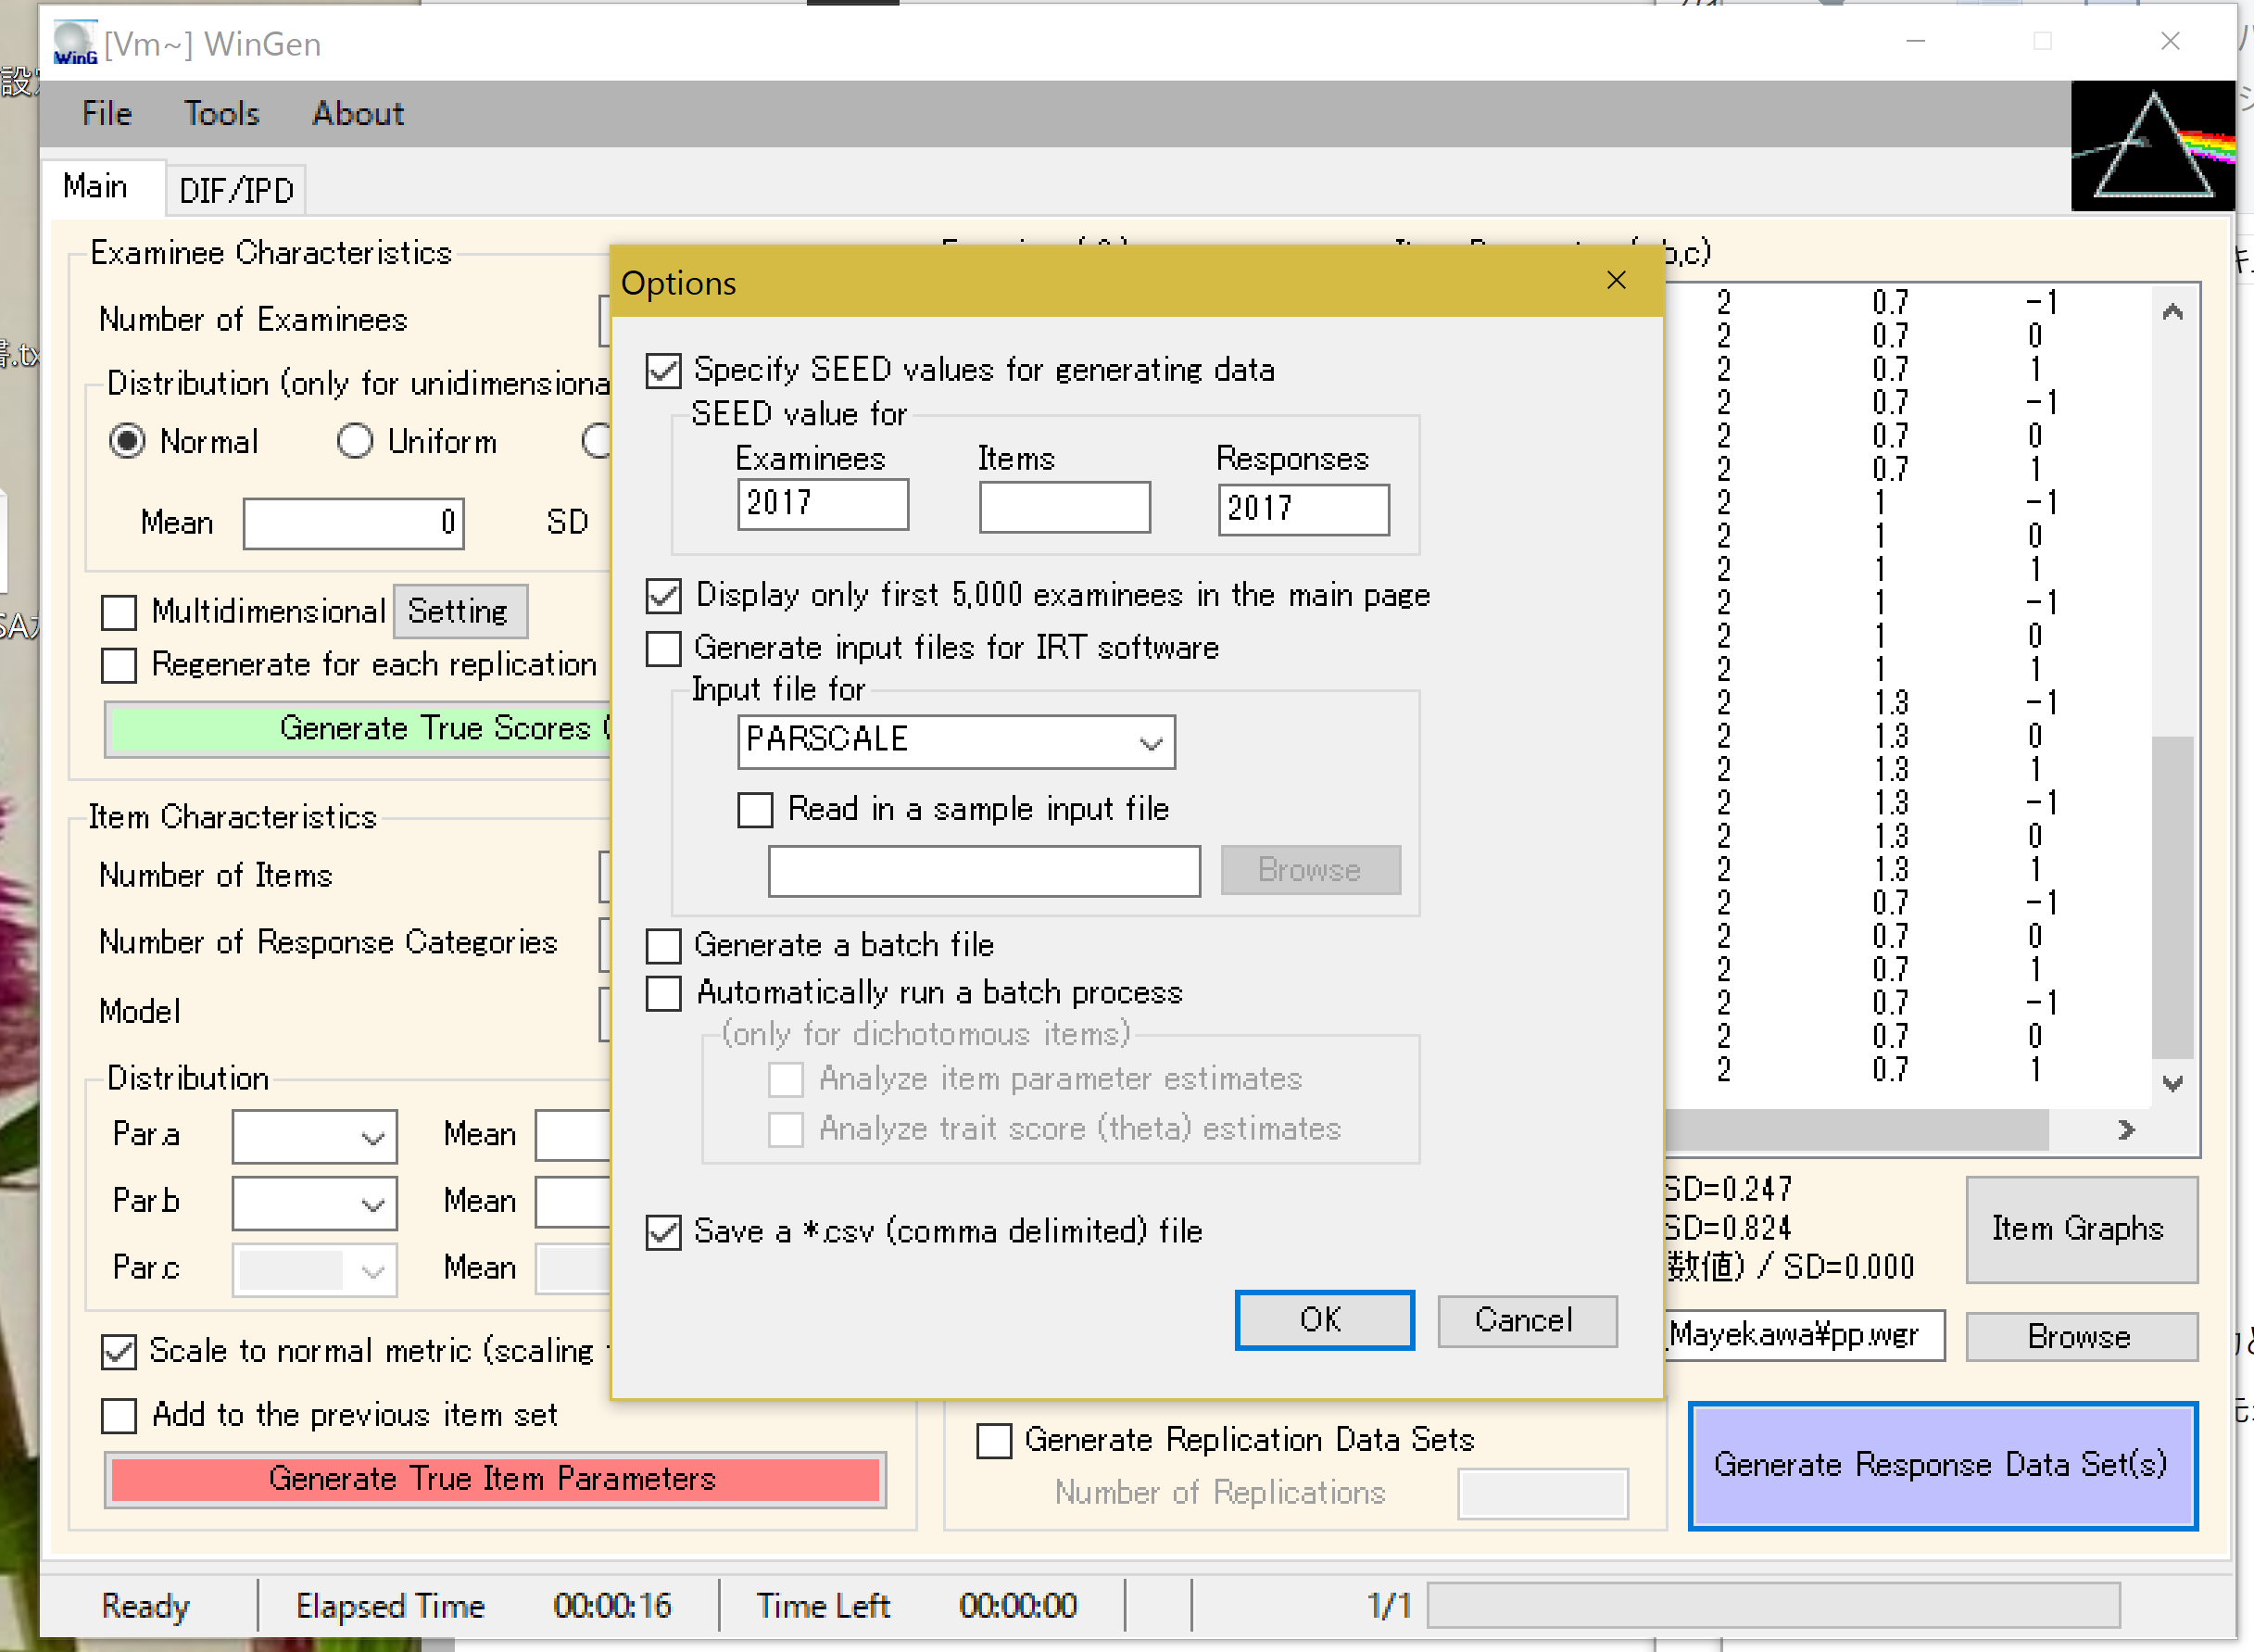 [Vm~] WinGen
File Tools About
Main DIF/IPD
Examinee Characteristics
Number of Examinees
Distribution (only for unidimensiona
Normal Uniform
Mean 0 SD
Multidimensional Setting
Regenerate for each replication
Generate True Scores
Item Characteristics
Number of Items
Number of Response Categories
Model
Distribution
Par.a Mean
Par.b Mean
Par.c Mean
Scale to normal metric (scaling
Add to the previous item set
Generate True Item Parameters
Options
Specify SEED values for generating data
SEED value for
Examinees Items Responses
2017 2017
Display only first 5,000 examinees in the main page
Generate input files for IRT software
Input file for
PARSCALE
Read in a sample input file
Browse
Generate a batch file
Automatically run a batch process
(only for dichotomous items)
Analyze item parameter estimates
Analyze trait score (theta) estimates
Save a *.csv (comma delimited) file
OK Cancel
b,c)
2 0.7 -1
2 0.7 0
2 0.7 1
2 0.7 -1
2 0.7 0
2 0.7 1
2 1 -1
2 1 0
2 1 1
2 1 -1
2 1 0
2 1 1
2 1.3 -1
2 1.3 0
2 1.3 1
2 1.3 -1
2 1.3 0
2 1.3 1
2 0.7 -1
2 0.7 0
2 0.7 1
2 0.7 -1
2 0.7 0
2 0.7 1
SD=0.247
SD=0.824
数値) / SD=0.000
Item Graphs
_Mayekawa¥pp.wgr Browse
Generate Replication Data Sets
Number of Replications
Generate Response Data Set(s)
Ready Elapsed Time 00:00:16 Time Left 00:00:00 1/1